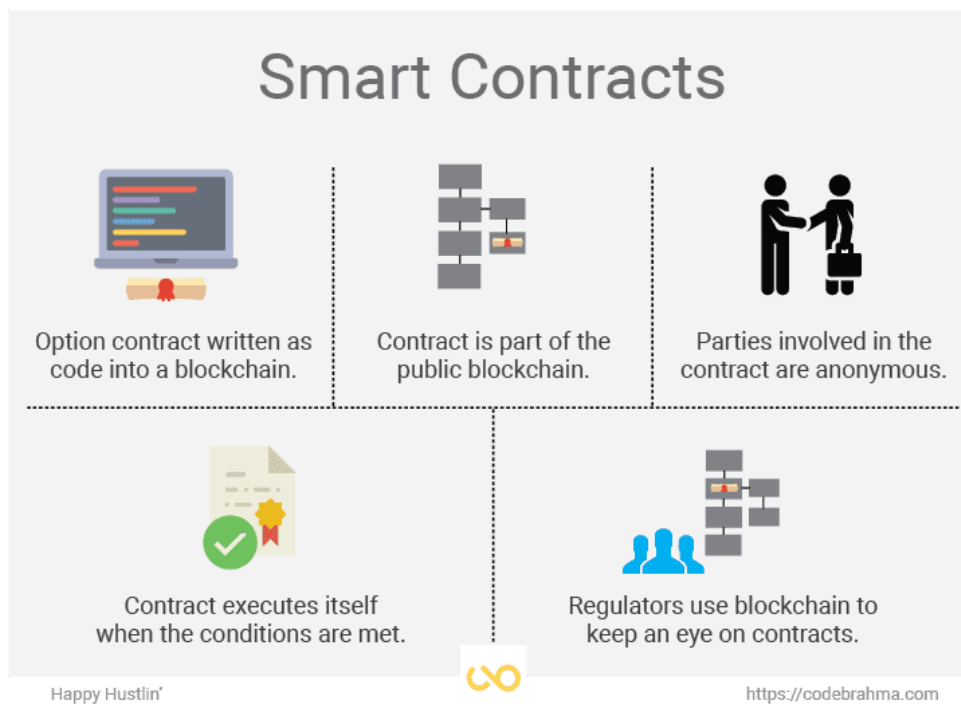 Smart Contracts
Option contract written as
code into a blockchain.
Contract is part of the
public blockchain.
Parties involved in the
contract are anonymous.
Contract executes itself
when the conditions are met.
Regulators use blockchain to
keep an eye on contracts.
Happy Hustlin'
https://codebrahma.com